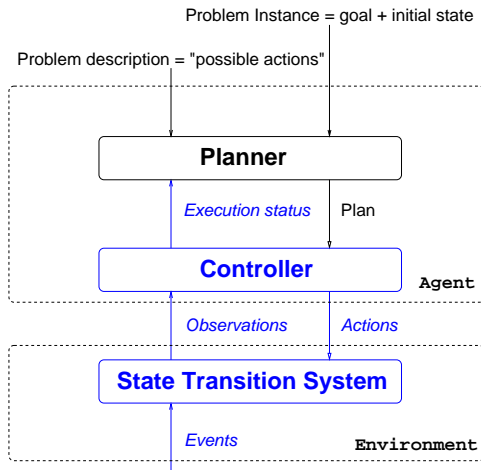 Problem Instance = goal + initial state
Problem description = "possible actions"
Planner
Execution status
Plan
Controller
Agent
Observations
Actions
State Transition System
Events
Environment